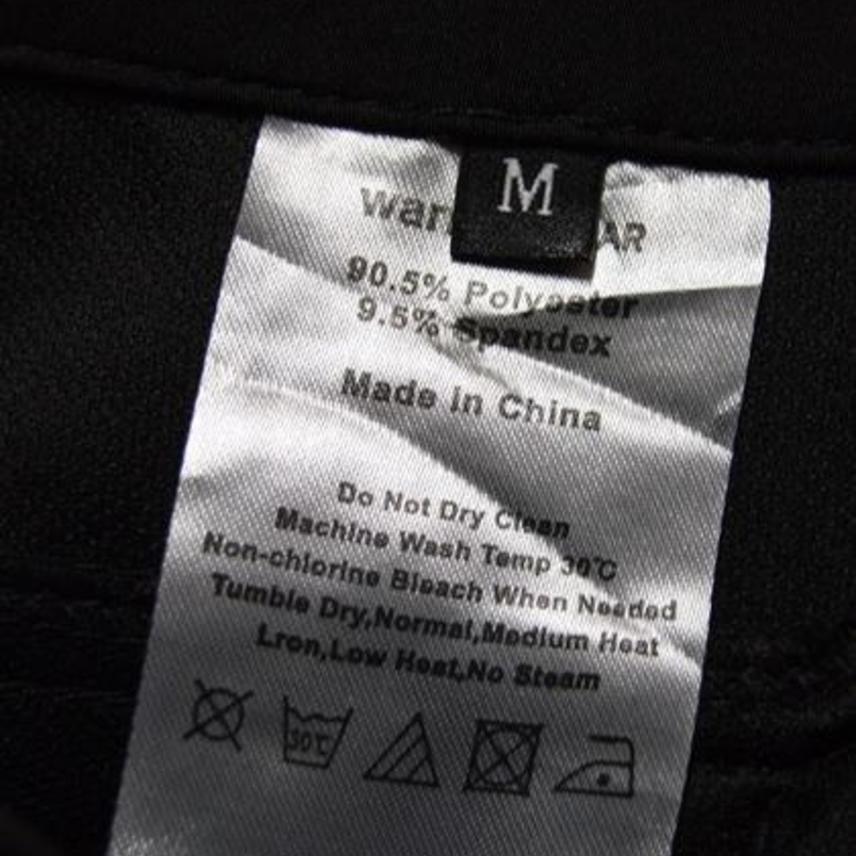 M
90.5% Polyester
9.5% Spandex
Made in China
Do Not Dry Clean
Machine Wash Temp 30℃
Non-chlorine Bleach When Needed
Tumble Dry,Normal,Medium Heat
Lron,Low Heat,No Steam
30℃